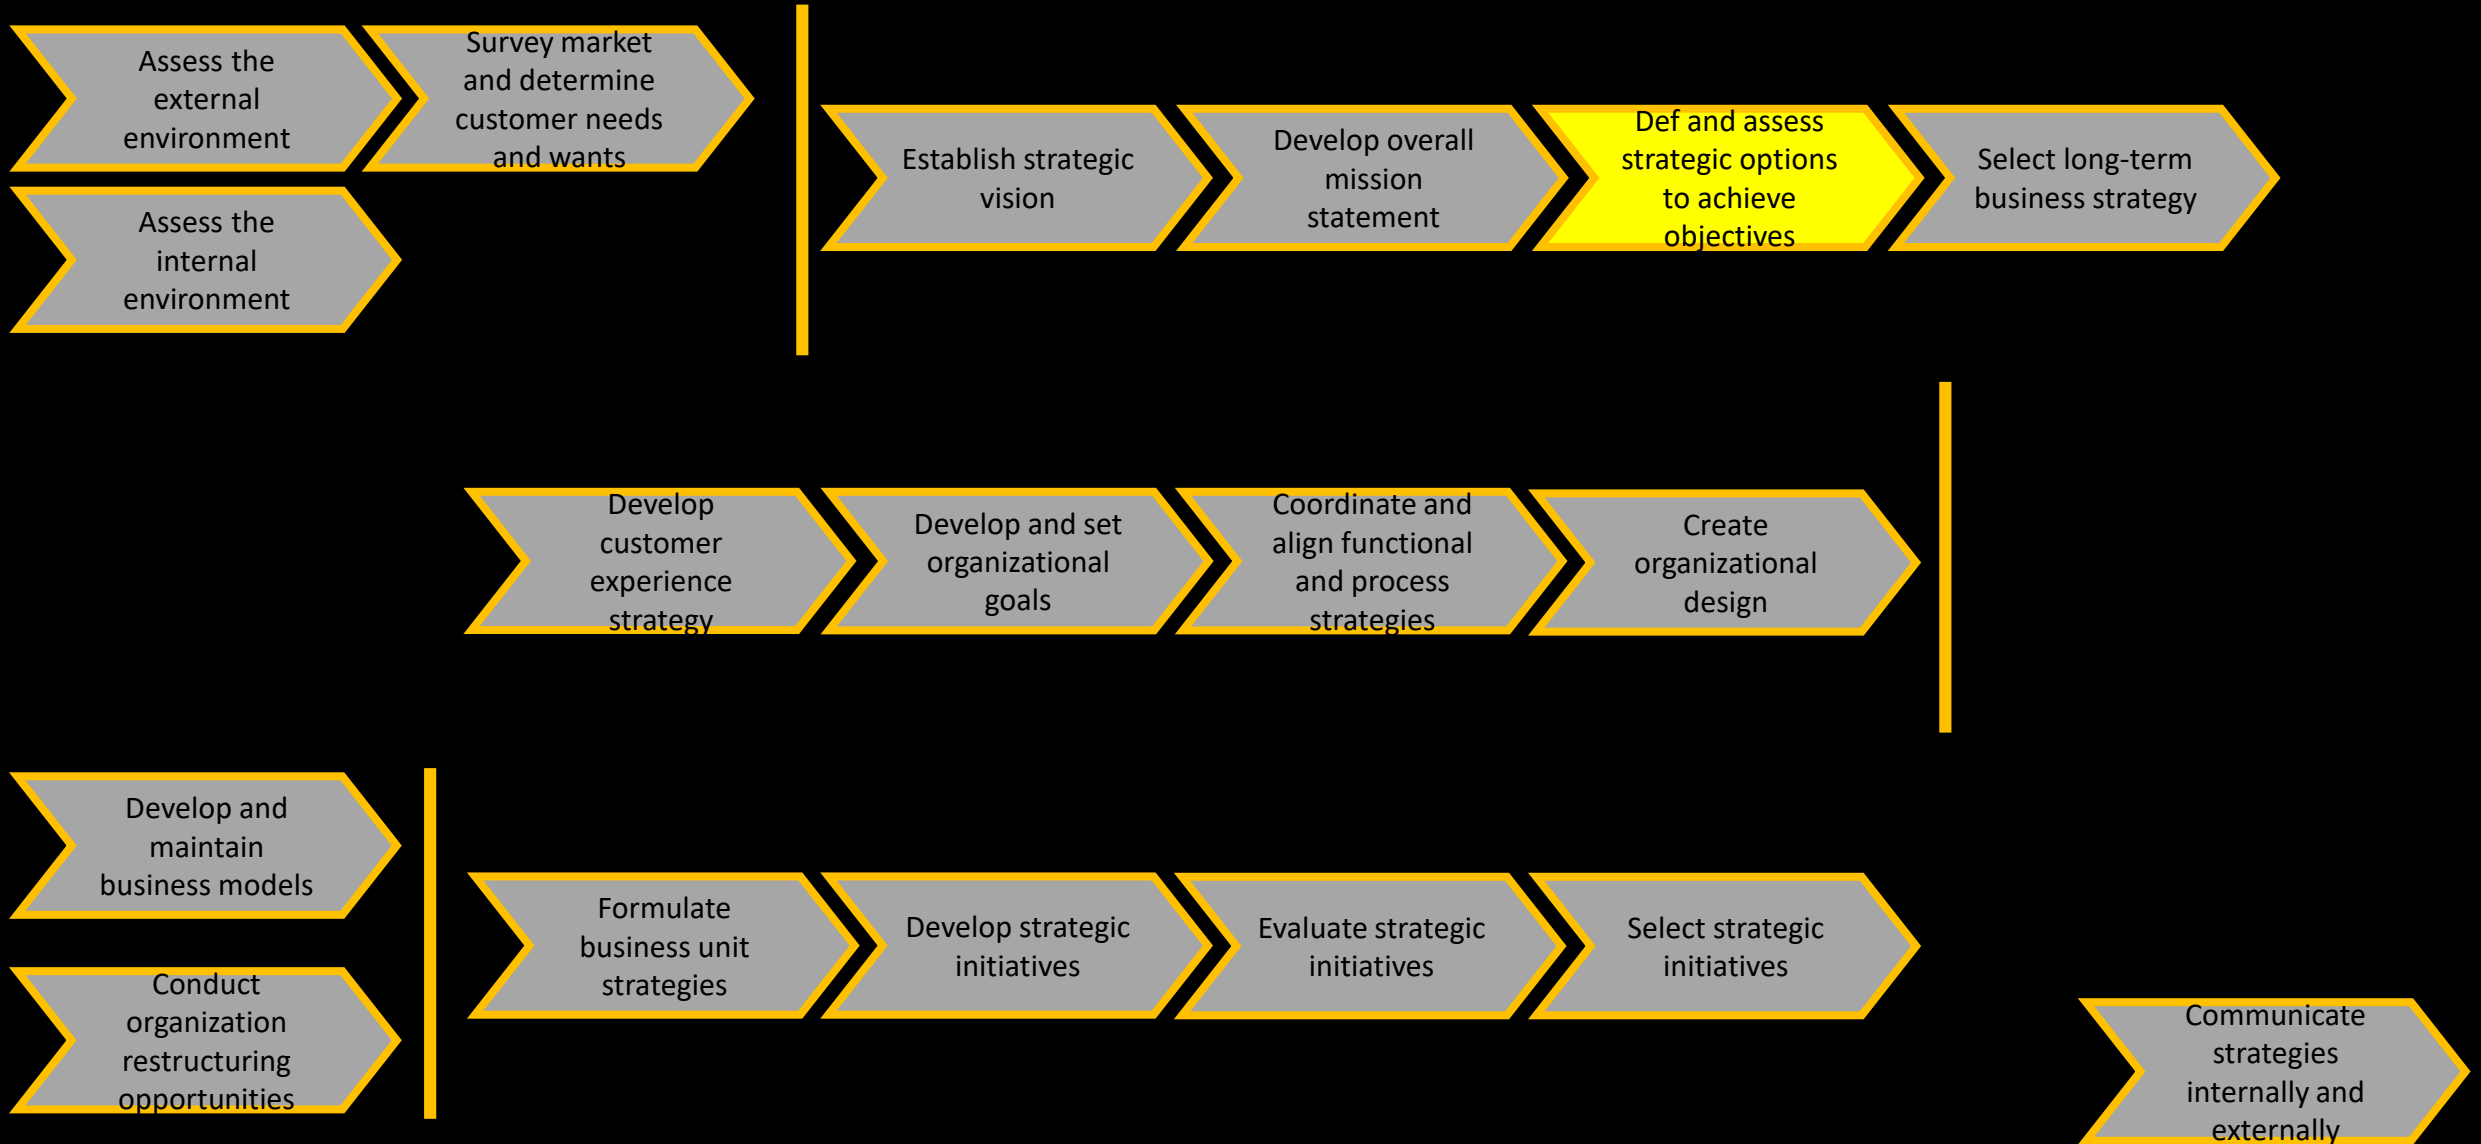 Assess the
external
environment
Survey market
and determine
customer needs
and wants
Assess the
internal
environment
Establish strategic
vision
Develop overall
mission
statement
Def and assess
strategic options
to achieve
objectives
Select long-term
business strategy
Develop
customer
experience
strategy
Develop and set
organizational
goals
Coordinate and
align functional
and process
strategies
Create
organizational
design
Develop and
maintain
business models
Conduct
organization
restructuring
opportunities
Formulate
business unit
strategies
Develop strategic
initiatives
Evaluate strategic
initiatives
Select strategic
initiatives
Communicate
strategies
internally and
externally